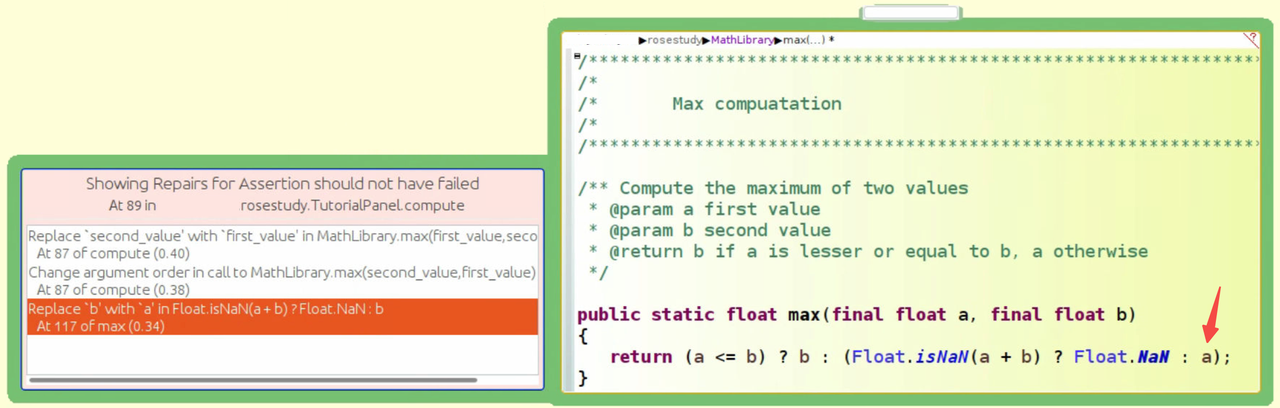 Showing Repairs for Assertion should not have failed
At 89 in rosestudy.TutorialPanel.compute
Replace `second_value' with `first_value' in MathLibrary.max(first_value,seco
At 87 of compute (0.40)
Change argument order in call to MathLibrary.max(second_value,first_value)
At 87 of compute (0.38)
Replace `b' with `a' in Float.isNaN(a + b) ? Float.NaN : b
At 117 of max (0.34)
▶rosestudy▶MathLibrary▶max(...) *
/****************************************************************
/*
/* Max compuatation
/*
/****************************************************************
/** Compute the maximum of two values
* @param a first value
* @param b second value
* @return b if a is lesser or equal to b, a otherwise
*/
public static float max(final float a, final float b)
{
return (a <= b) ? b : (Float.isNaN(a + b) ? Float.NaN : a);
}